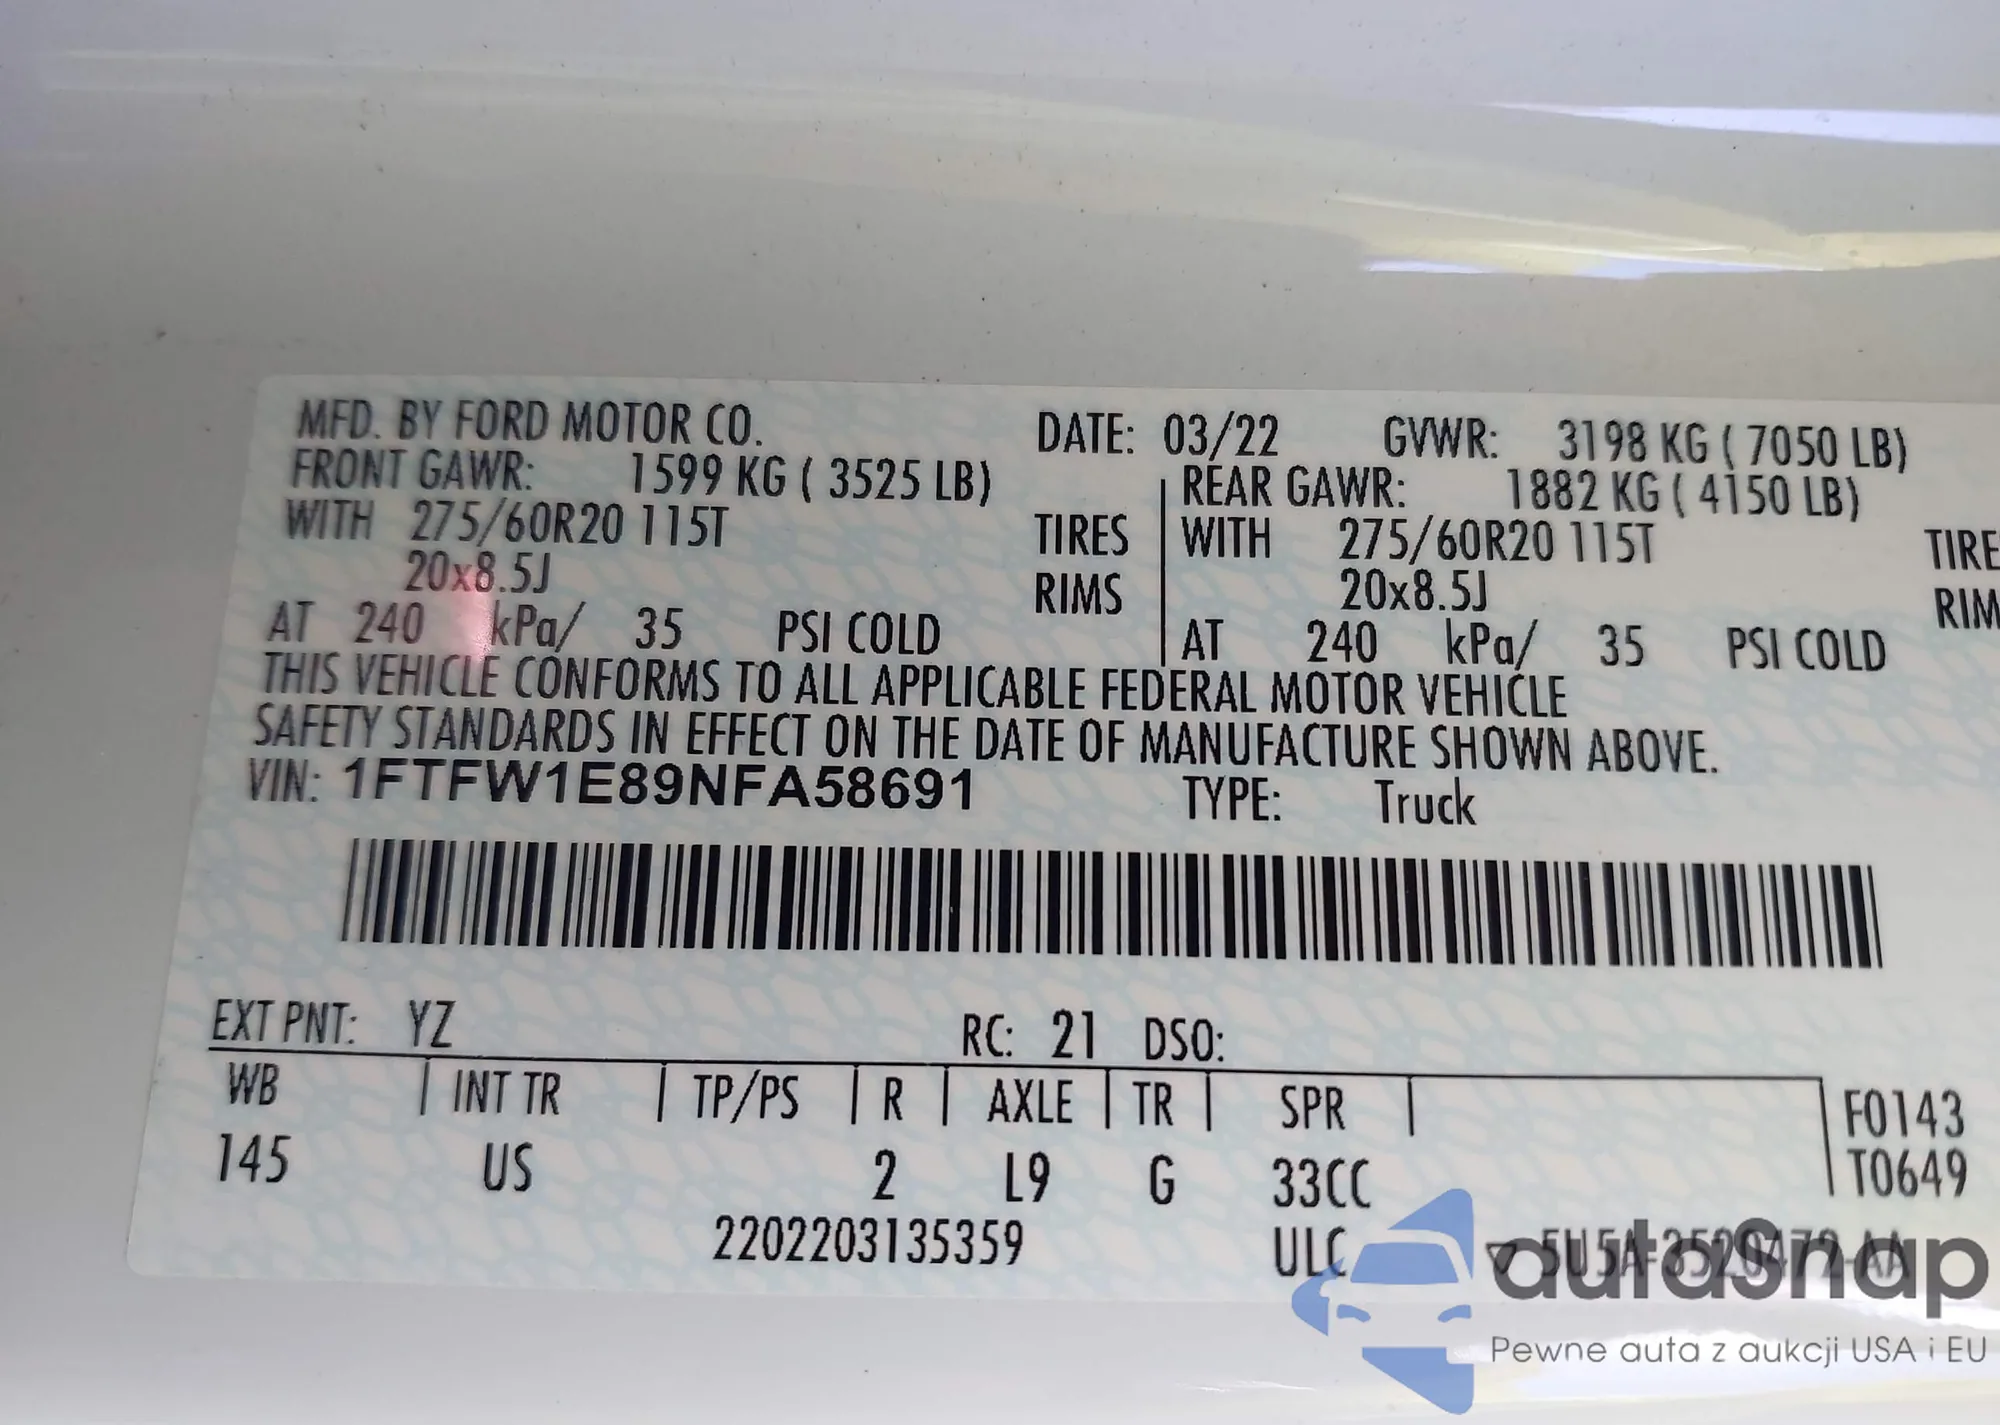 MFD. BY FORD MOTOR CO. DATE: 03/22 GVWR: 3198 KG ( 7050 LB)
FRONT GAWR: 1599 KG ( 3525 LB) REAR GAWR: 1882 KG ( 4150 LB)
WITH 275/60R20 115T TIRES WITH 275/60R20 115T TIRE
20x8.5J RIMS 20x8.5J RIM
AT 240 kPa/ 35 PSI COLD AT 240 kPa/ 35 PSI COLD
THIS VEHICLE CONFORMS TO ALL APPLICABLE FEDERAL MOTOR VEHICLE
SAFETY STANDARDS IN EFFECT ON THE DATE OF MANUFACTURE SHOWN ABOVE.
VIN: 1FTFW1E89NFA58691 TYPE: Truck
EXT PNT: YZ RC: 21 DSO:
WB INT TR TP/PS R AXLE TR SPR F0143
145 US 2 L9 G 33CC T0649
2202203135359 ULC 5U5A-3520472-AA
autoSnap
Pewne auta z aukcji USA i EU